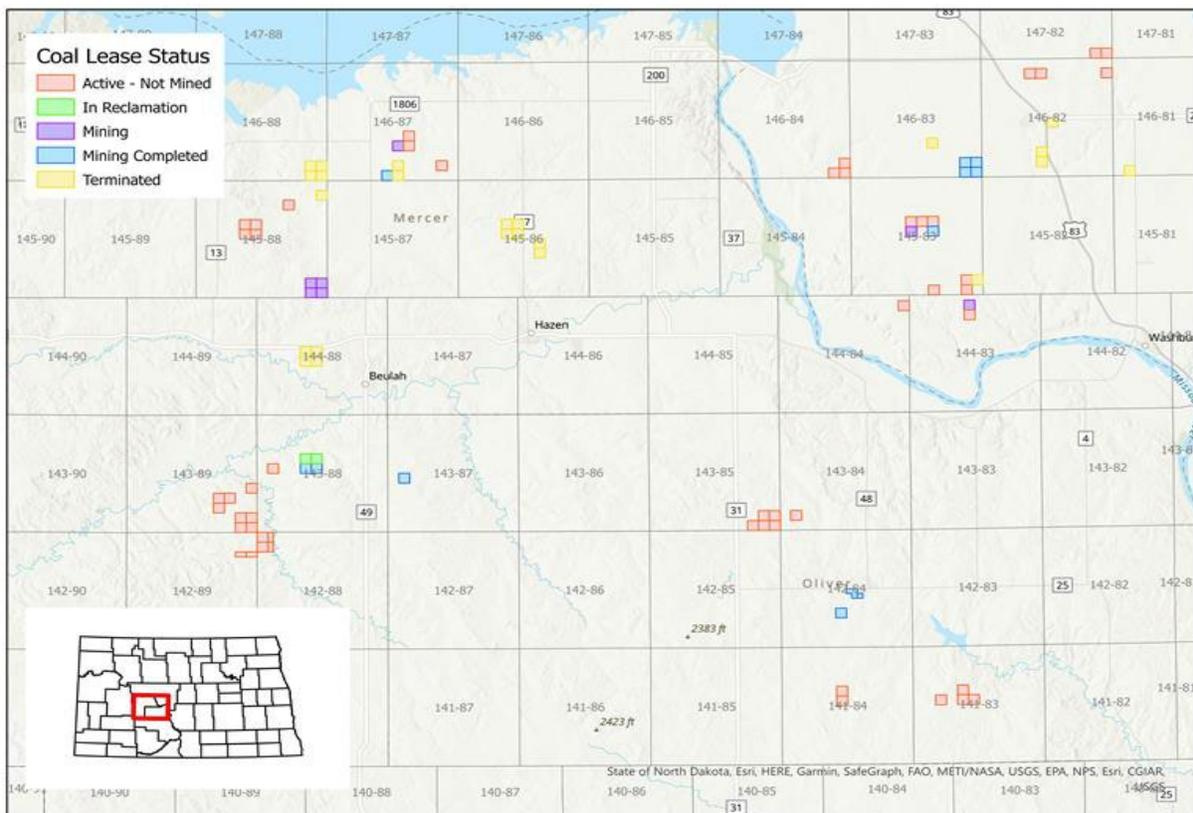 Coal Lease Status
Active - Not Mined
In Reclamation
Mining
Mining Completed
Terminated
83
147-88 147-87 147-86 147-85 147-84 147-83 147-82 147-81
200
1806
146-88 146-87 146-86 146-85 146-84 146-83 146-82 146-81
Mercer
145-90 145-89 13 145-88 145-87 145-86 145-85 37 145-84 145-83 145-82 83 145-81
Hazen
144-90 144-89 144-88 144-87 144-86 144-85 144-84 144-83 144-82
Beulah
4
143-90 143-89 143-88 143-87 143-86 143-85 143-84 143-83 143-82
49 31 48
Oliver
142-90 142-89 142-88 142-87 142-86 142-85 142-84 142-83 25 142-82
2383 ft
141-87 141-85 141-84 141-83 141-82
2423 ft
State of North Dakota, Esri, HERE, Garmin, SafeGraph, FAO, METI/NASA, USGS, EPA, NPS, Esri, CGIAR,
USGS
140-90 140-89 140-88 140-87 140-86 140-85 140-84 140-83 25
31